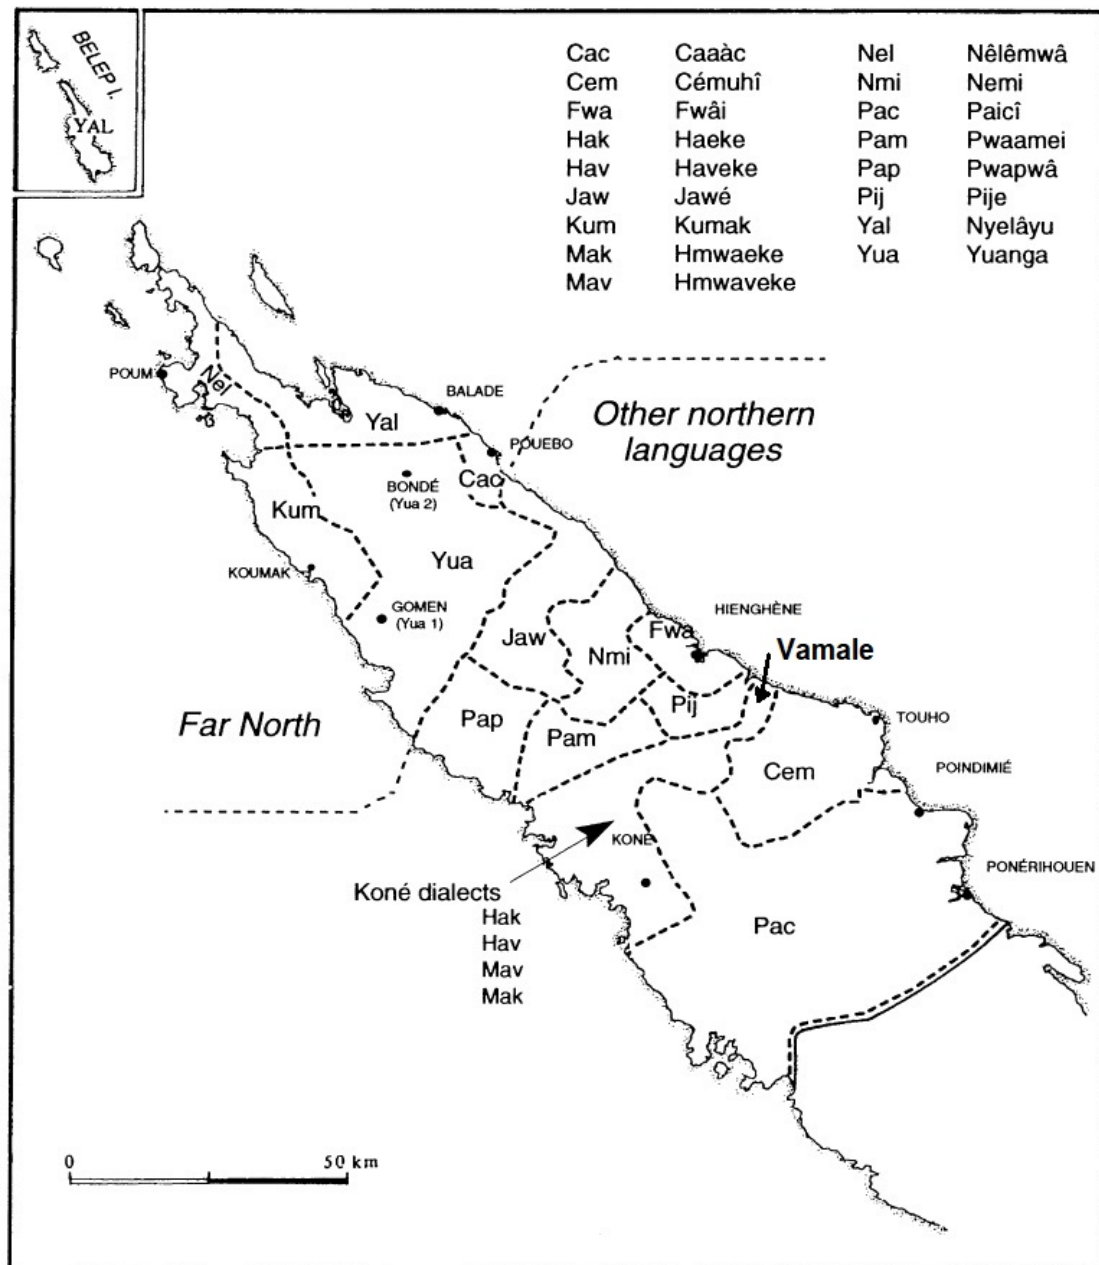 BELEP I.
YAL
Cac Caaàc Nel Nêlêmwâ
Cem Cémuhî Nmi Nemi
Fwa Fwâi Pac Paicî
Hak Haeke Pam Pwaamei
Hav Haveke Pap Pwapwâ
Jaw Jawé Pij Pije
Kum Kumak Yal Nyelâyu
Mak Hmwaeke Yua Yuanga
Mav Hmwaveke
POUM
Nel
BALADE
Yal
Other northern
languages
POUEBO
BONDÉ
(Yua 2)
Cac
Kum
Yua
KOUMAK
GOMEN
(Yua 1)
HIENGHÈNE
Fwa
Jaw
Nmi
Vamale
Pij
Far North
Pap
Pam
TOUHO
Cem
POINDIMIÉ
KONÉ
PONÉRIHOUEN
Koné dialects
Hak
Hav
Mav
Mak
Pac
0 50 km